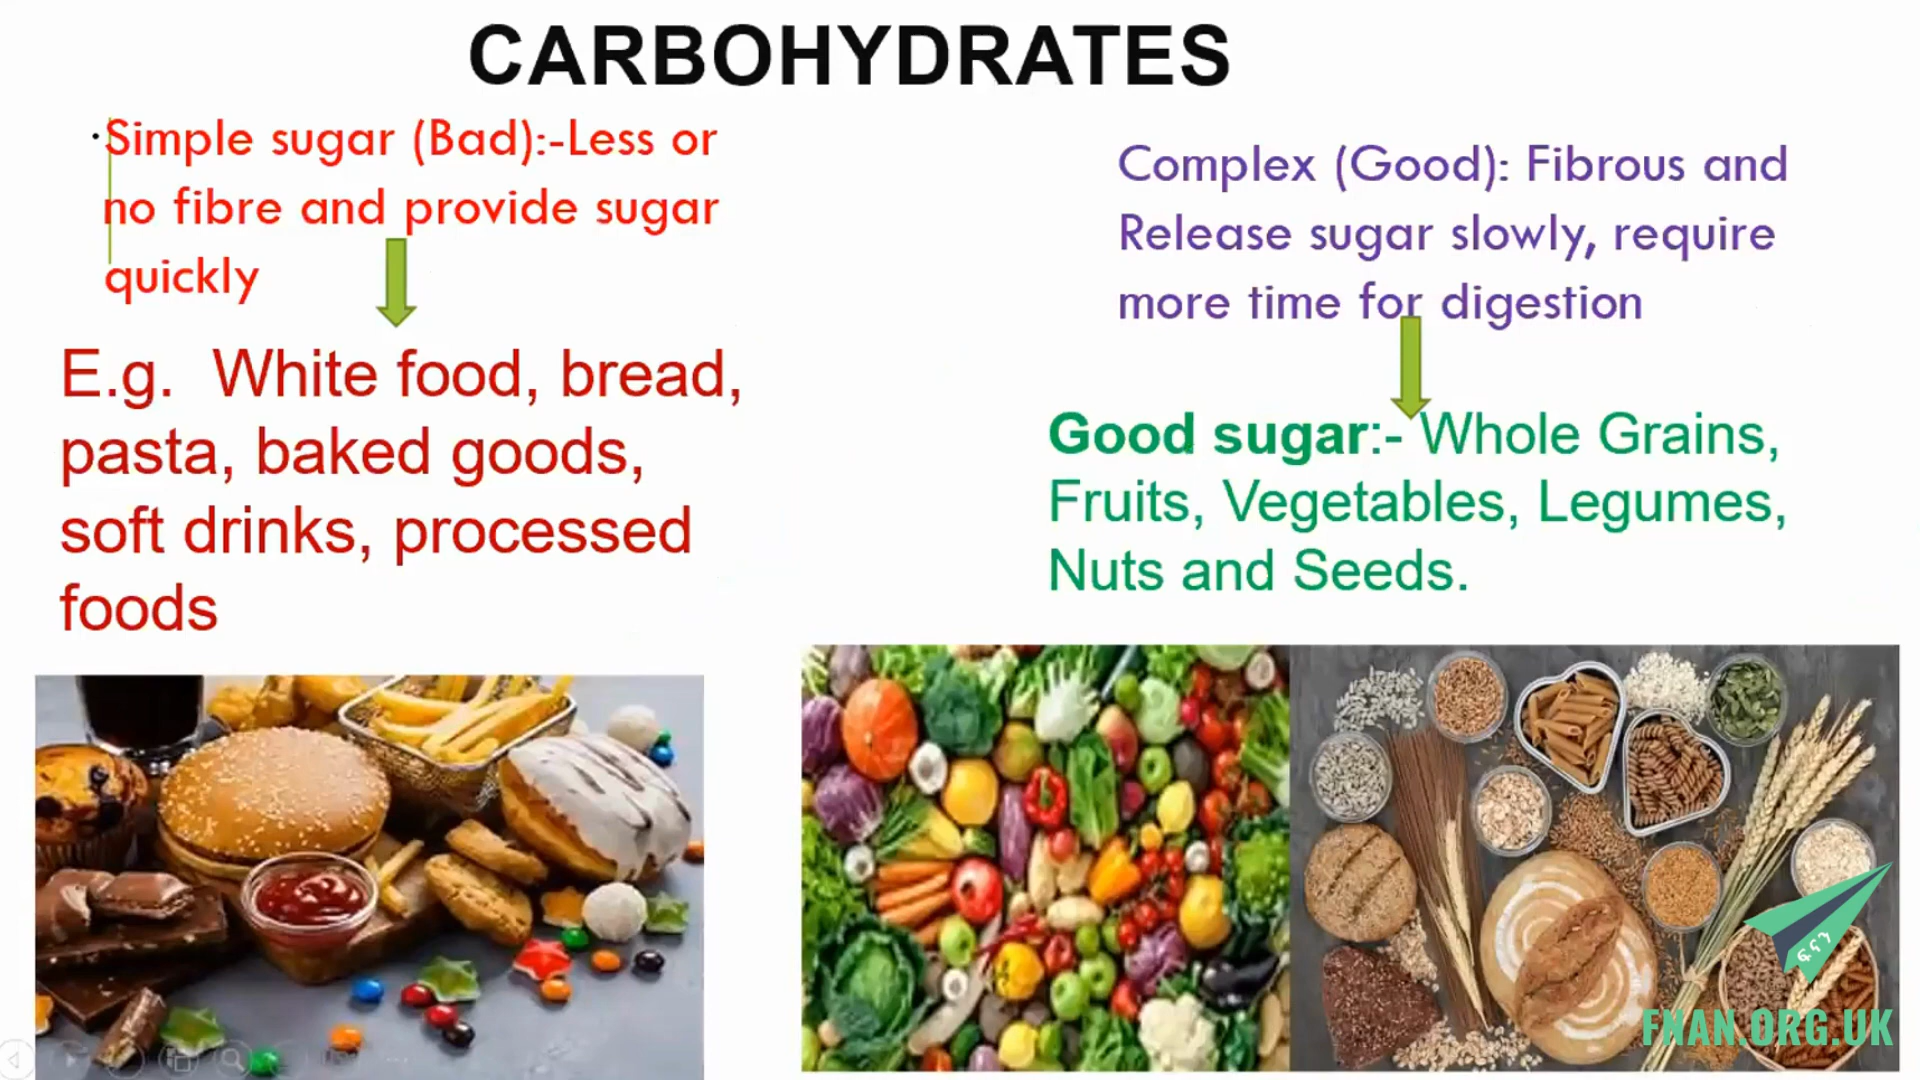 CARBOHYDRATES
Simple sugar (Bad):-Less or
no fibre and provide sugar
quickly
E.g. White food, bread,
pasta, baked goods,
soft drinks, processed
foods
Complex (Good): Fibrous and
Release sugar slowly, require
more time for digestion
Good sugar:- Whole Grains,
Fruits, Vegetables, Legumes,
Nuts and Seeds.
ፋናን
FNAN.ORG.UK